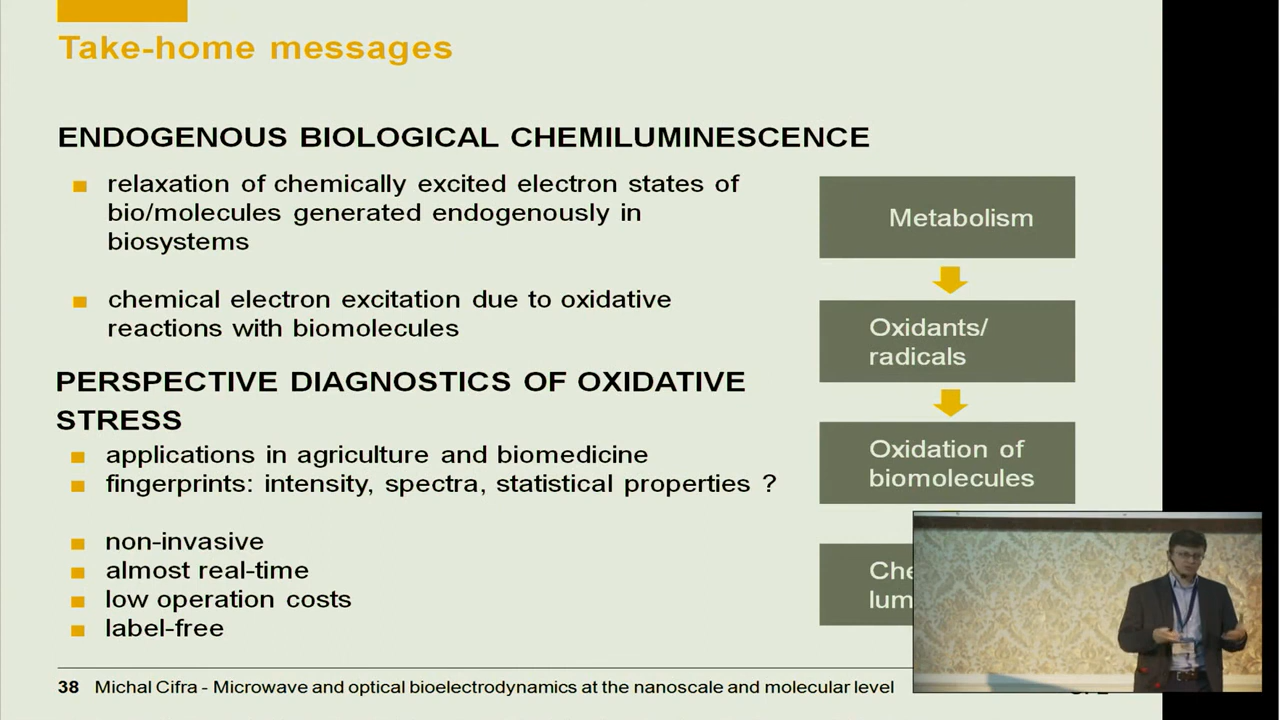 Take-home messages
ENDOGENOUS BIOLOGICAL CHEMILUMINESCENCE
relaxation of chemically excited electron states of
bio/molecules generated endogenously in
biosystems
chemical electron excitation due to oxidative
reactions with biomolecules
PERSPECTIVE DIAGNOSTICS OF OXIDATIVE
STRESS
applications in agriculture and biomedicine
fingerprints: intensity, spectra, statistical properties ?
non-invasive
almost real-time
low operation costs
label-free
Metabolism
Oxidants/
radicals
Oxidation of
biomolecules
38 Michal Cifra - Microwave and optical bioelectrodynamics at the nanoscale and molecular level